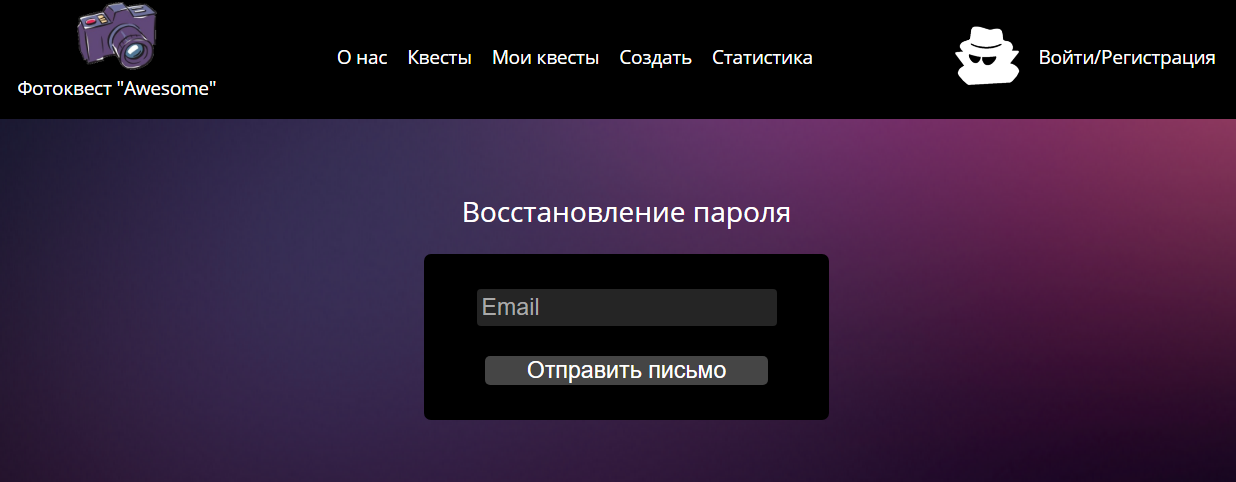 Фотоквест "Awesome"
О нас Квесты Мои квесты Создать Статистика
Войти/Регистрация
Восстановление пароля
Email
Отправить письмо